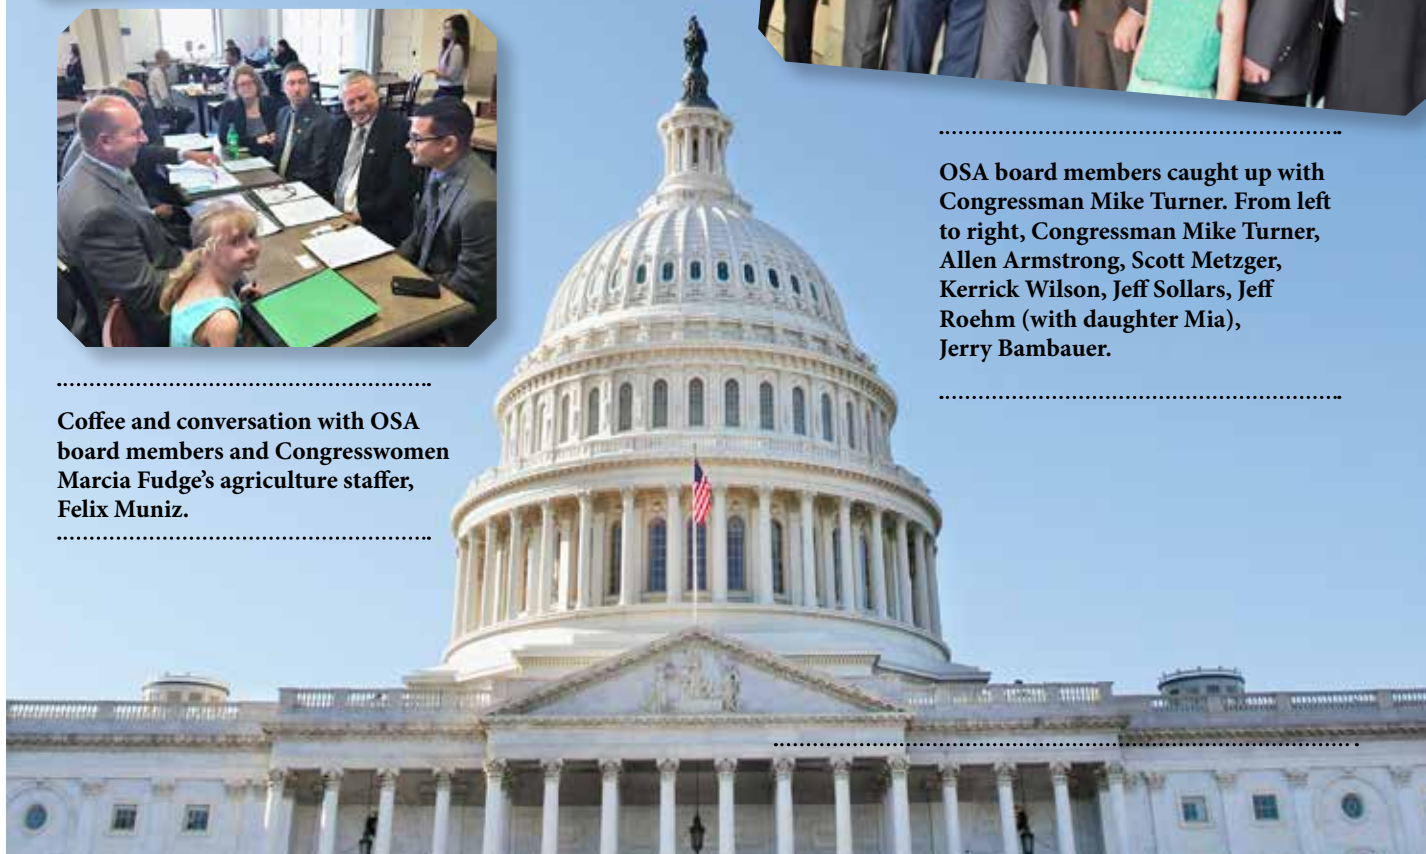 OSA board members caught up with
Congressman Mike Turner. From left
to right, Congressman Mike Turner,
Allen Armstrong, Scott Metzger,
Kerrick Wilson, Jeff Sollars, Jeff
Roehm (with daughter Mia),
Jerry Bambauer.
Coffee and conversation with OSA
board members and Congresswomen
Marcia Fudge’s agriculture staffer,
Felix Muniz.